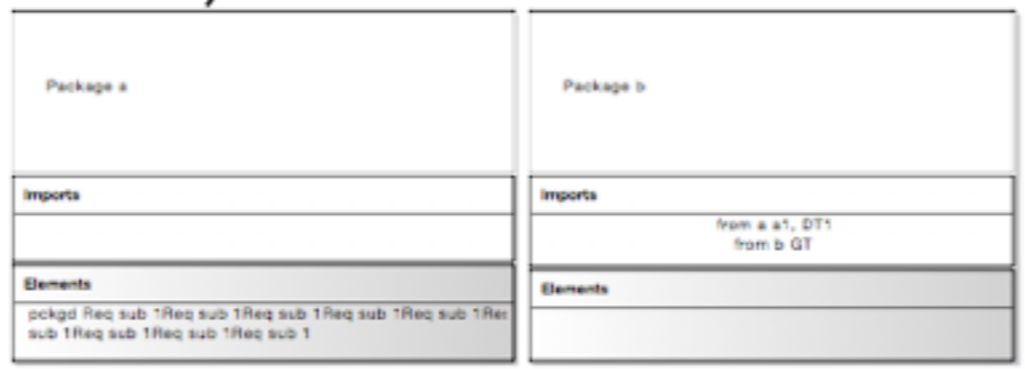 Package a
Imports
Elements
pckgd Req sub 1Req sub 1Req sub 1Req sub 1Req sub 1Req
sub 1Req sub 1Req sub 1Req sub 1
Package b
Imports
from a a1, DT1
from b GT
Elements